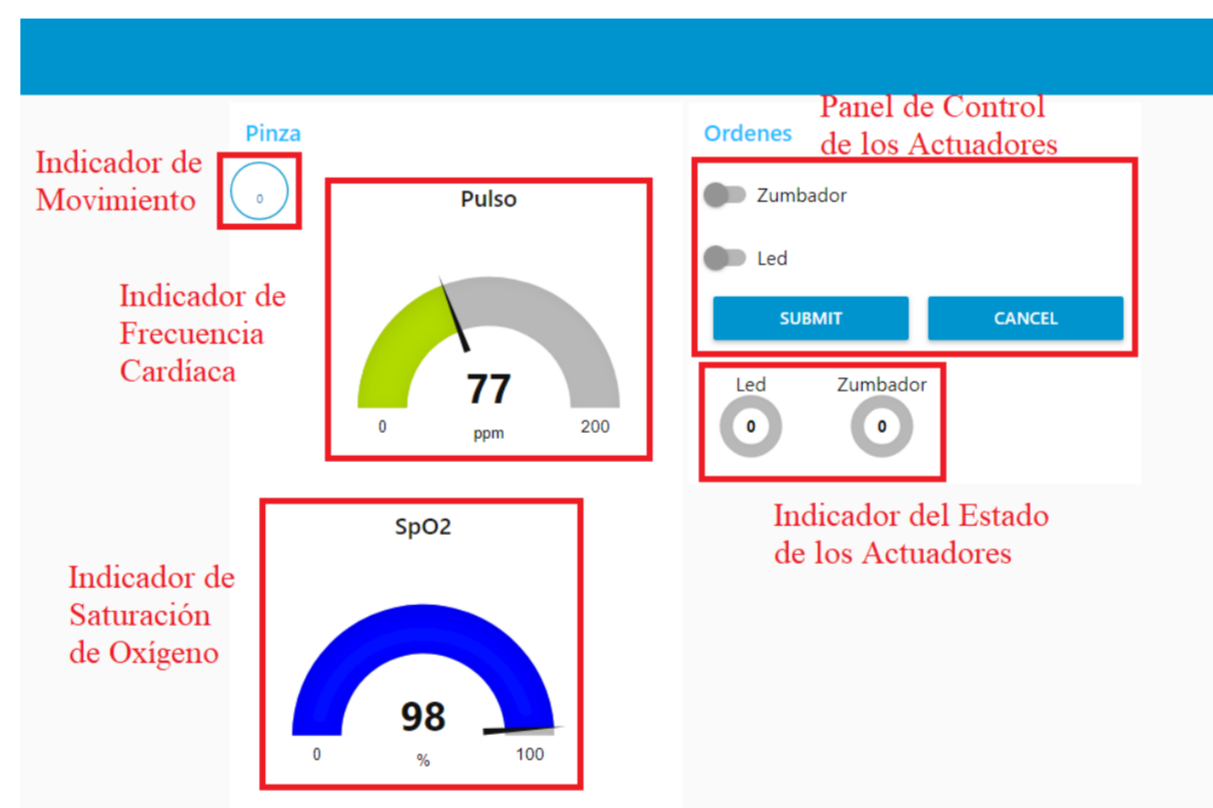 Panel de Control
de los Actuadores
Pinza
Ordenes
Indicador de
Movimiento
0
Pulso
Zumbador
Led
Indicador de
Frecuencia
Cardíaca
SUBMIT
CANCEL
77
0
ppm
200
Led
Zumbador
0
0
SpO2
Indicador del Estado
de los Actuadores
Indicador de
Saturación
de Oxígeno
98
0
%
100